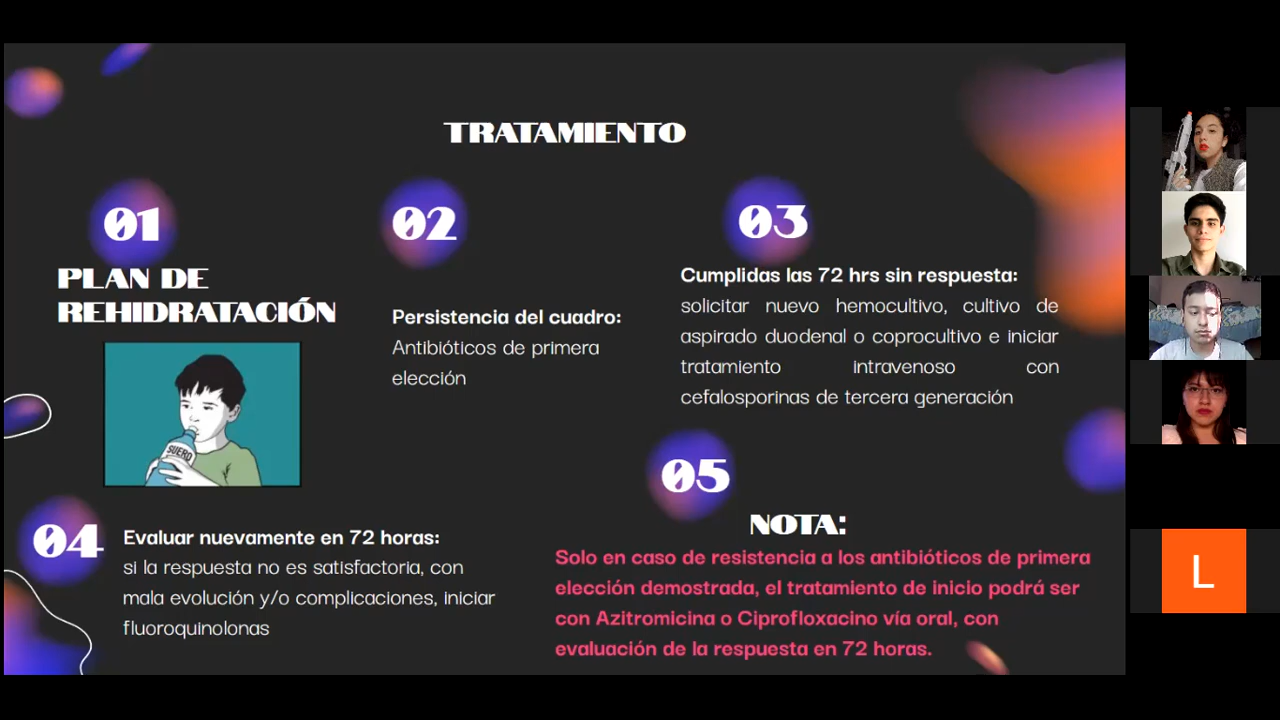 TRATAMIENTO
01
PLAN DE
REHIDRATACIÓN
SUERO
02
Persistencia del cuadro:
Antibióticos de primera
elección
03
Cumplidas las 72 hrs sin respuesta:
solicitar nuevo hemocultivo, cultivo de
aspirado duodenal o coprocultivo e iniciar
tratamiento intravenoso con
cefalosporinas de tercera generación
04
Evaluar nuevamente en 72 horas:
si la respuesta no es satisfactoria, con
mala evolución y/o complicaciones, iniciar
fluoroquinolonas
05
NOTA:
Solo en caso de resistencia a los antibióticos de primera
elección demostrada, el tratamiento de inicio podrá ser
con Azitromicina o Ciprofloxacino vía oral, con
evaluación de la respuesta en 72 horas.
L